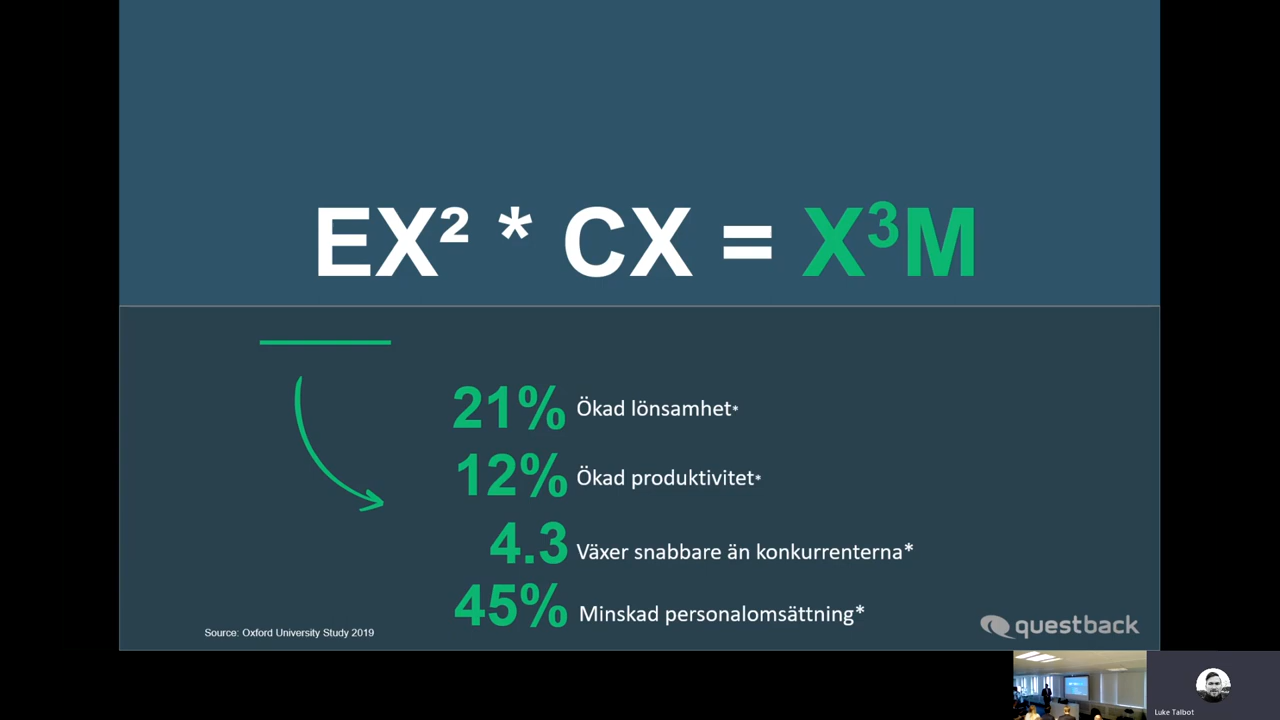 EX² * CX = X³M
21% Ökad lönsamhet*
12% Ökad produktivitet*
4.3 Växer snabbare än konkurrenterna*
45% Minskad personalomsättning*
Source: Oxford University Study 2019
questback
Luke Talbot